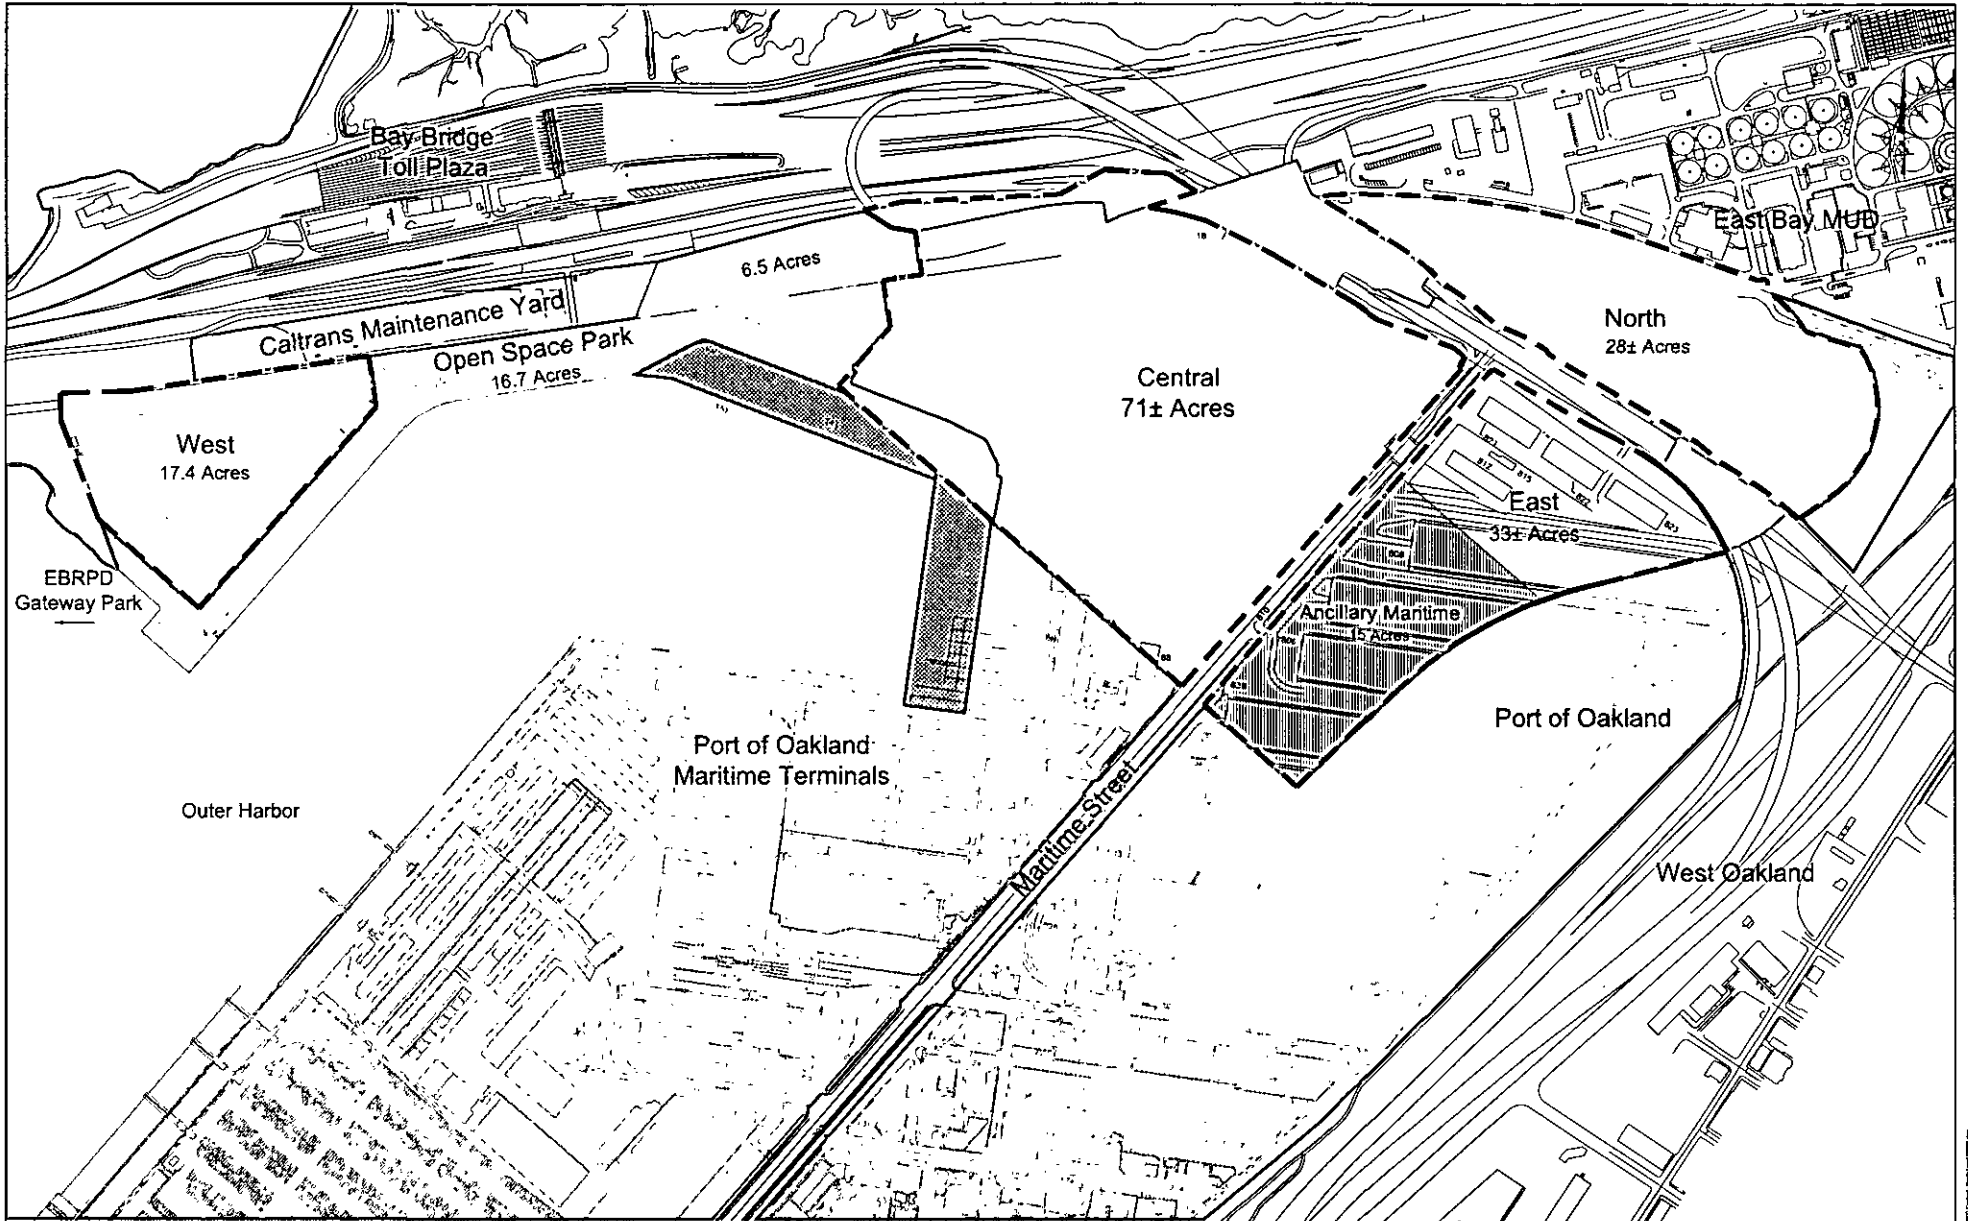 Bay Bridge
Toll Plaza
East Bay MUD
6.5 Acres
Caltrans Maintenance Yard
Open Space Park
16.7 Acres
North
28± Acres
Central
71± Acres
West
17.4 Acres
East
33± Acres
EBRPD
Gateway Park
Ancillary Maritime
15 Acres
Port of Oakland
Port of Oakland
Maritime Terminals
Maritime Street
Outer Harbor
West Oakland